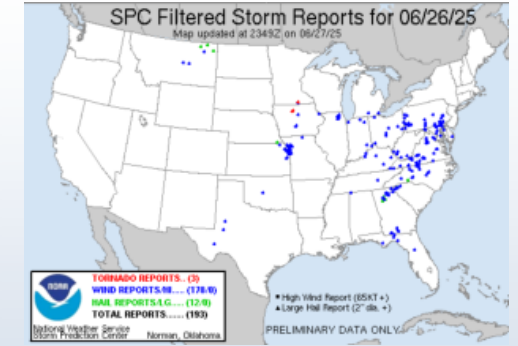 SPC Filtered Storm Reports for 06/26/25
Map updated at 2349Z on 06/27/25
TORNADO REPORTS.. (3)
WIND REPORTS/HI..... (178/0)
HAIL REPORTS/LG..... (12/0)
TOTAL REPORTS....... (193)
NOAA
National Weather Service
Storm Prediction Center
Norman, Oklahoma
High Wind Report (65KT+)
Large Hail Report (2" dia. +)
PRELIMINARY DATA ONLY